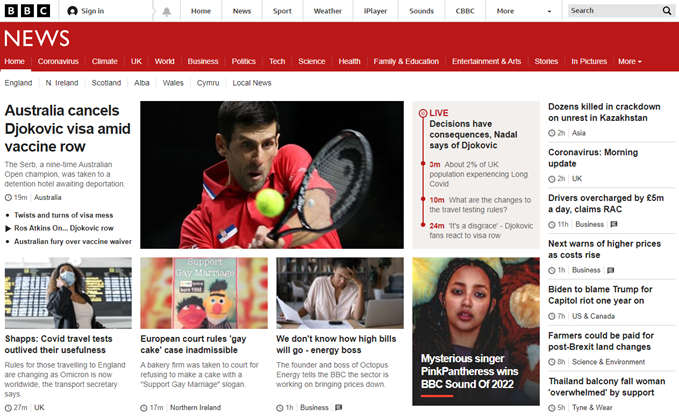 BBC
Sign in
Home
News
Sport
Weather
iPlayer
Sounds
CBBC
More
Search
NEWS
Home
Coronavirus
Climate
UK
World
Business
Politics
Tech
Science
Health
Family & Education
Entertainment & Arts
Stories
In Pictures
More
England
N. Ireland
Scotland
Alba
Wales
Cymru
Local News
Australia cancels
Djokovic visa amid
vaccine row
The Serb, a nine-time Australian
Open champion, was taken to a
detention hotel awaiting deportation.
19m
Australia
Twists and turns of visa mess
Ros Atkins On... Djokovic row
Australian fury over vaccine waiver
LIVE
Decisions have
consequences, Nadal
says of Djokovic
3m About 2% of UK
population experiencing Long
Covid
10m What are the changes to
the travel testing rules?
24m 'It's a disgrace' - Djokovic
fans react to visa row
Dozens killed in crackdown
on unrest in Kazakhstan
2h
Asia
Coronavirus: Morning
update
2h
UK
Drivers overcharged by £5m
a day, claims RAC
11h
Business
Next warns of higher prices
as costs rise
1h
Business
Biden to blame Trump for
Capitol riot one year on
7h
US & Canada
Farmers could be paid for
post-Brexit land changes
8h
Science & Environment
Thailand balcony fall woman
'overwhelmed' by support
5h
Tyne & Wear
Shapps: Covid travel tests
outlived their usefulness
Rules for those travelling to England
are changing as Omicron is now
worldwide, the transport secretary
says.
27m
UK
Support
Gay Marriage
European court rules 'gay
cake' case inadmissible
A bakery firm was taken to court for
refusing to make a cake with a
"Support Gay Marriage" slogan.
17m
Northern Ireland
We don't know how high bills
will go - energy boss
The founder and boss of Octopus
Energy tells the BBC the sector is
working on bringing prices down.
1h
Business
Mysterious singer
PinkPantheress wins
BBC Sound Of 2022